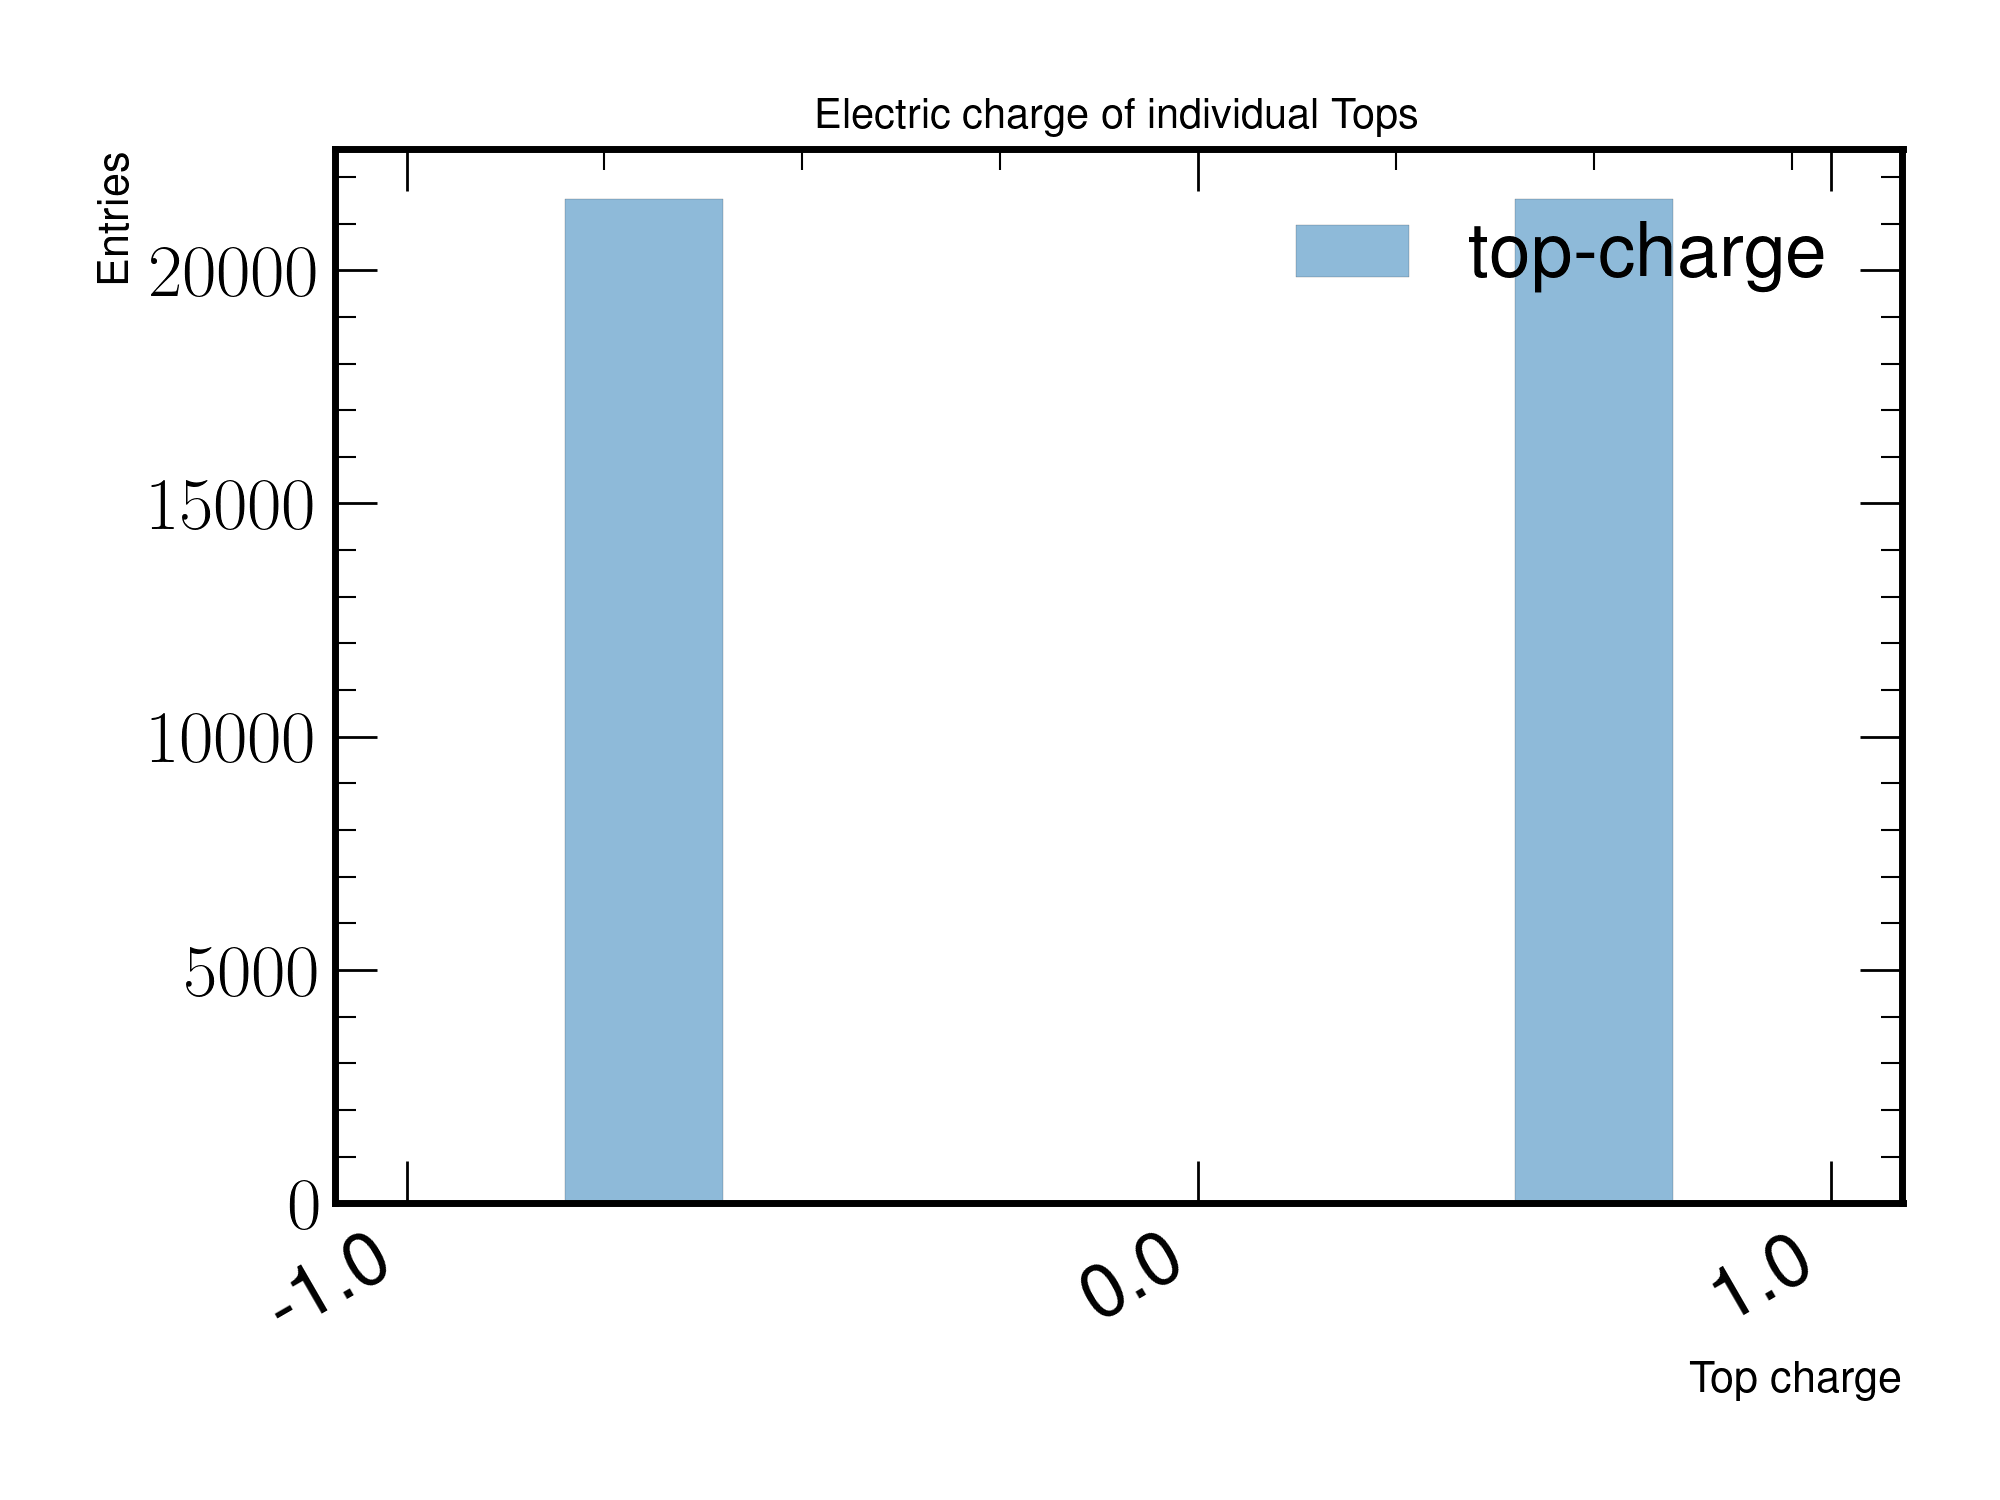 Electric charge of individual Tops
Entries
top-charge
20000
15000
10000
5000
0
-1.0
0.0
1.0
Top charge